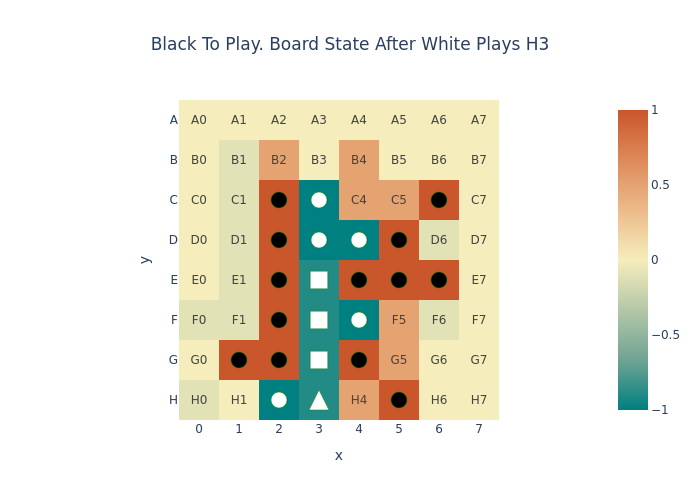 Black To Play. Board State After White Plays H3
A A0 A1 A2 A3 A4 A5 A6 A7
B B0 B1 B2 B3 B4 B5 B6 B7
C C0 C1 C4 C5 C7
D D0 D1 D6 D7
E E0 E1 E7
F F0 F1 F5 F6 F7
G G0 G5 G6 G7
H H0 H1 H4 H6 H7
0 1 2 3 4 5 6 7
x
y
1
0.5
0
−0.5
−1